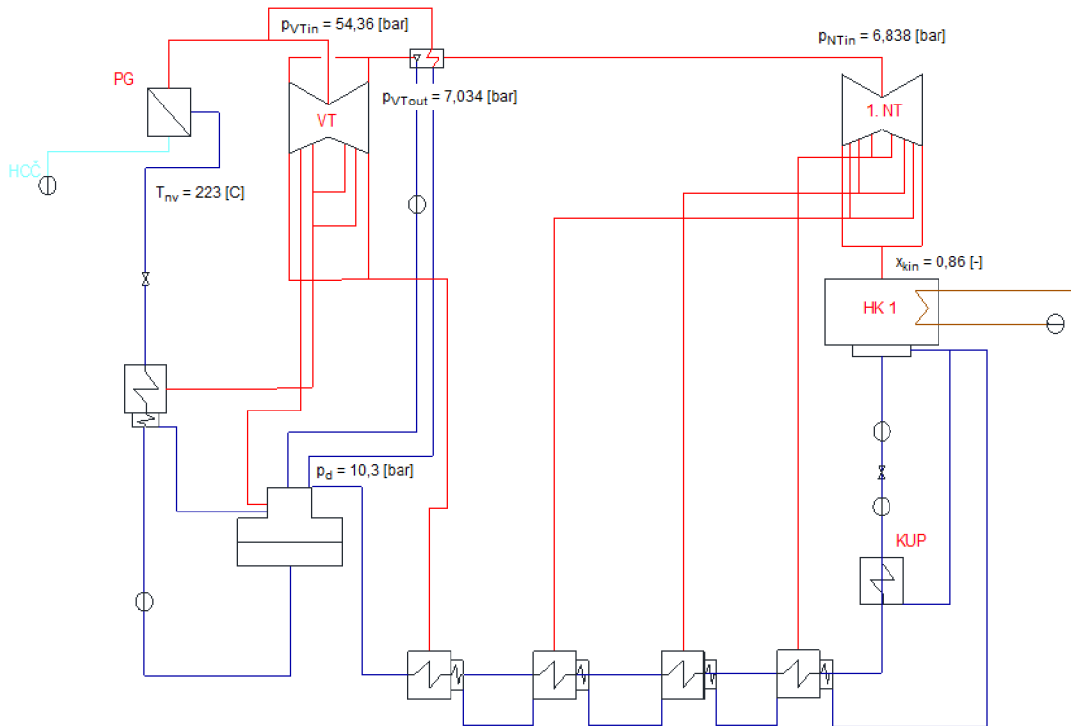 p_VTin = 54,36 [bar]
p_NTin = 6,838 [bar]
PG
p_VTout = 7,034 [bar]
VT
1. NT
HCČ
T_nv = 223 [C]
x_kin = 0,86 [-]
HK 1
p_d = 10,3 [bar]
KUP